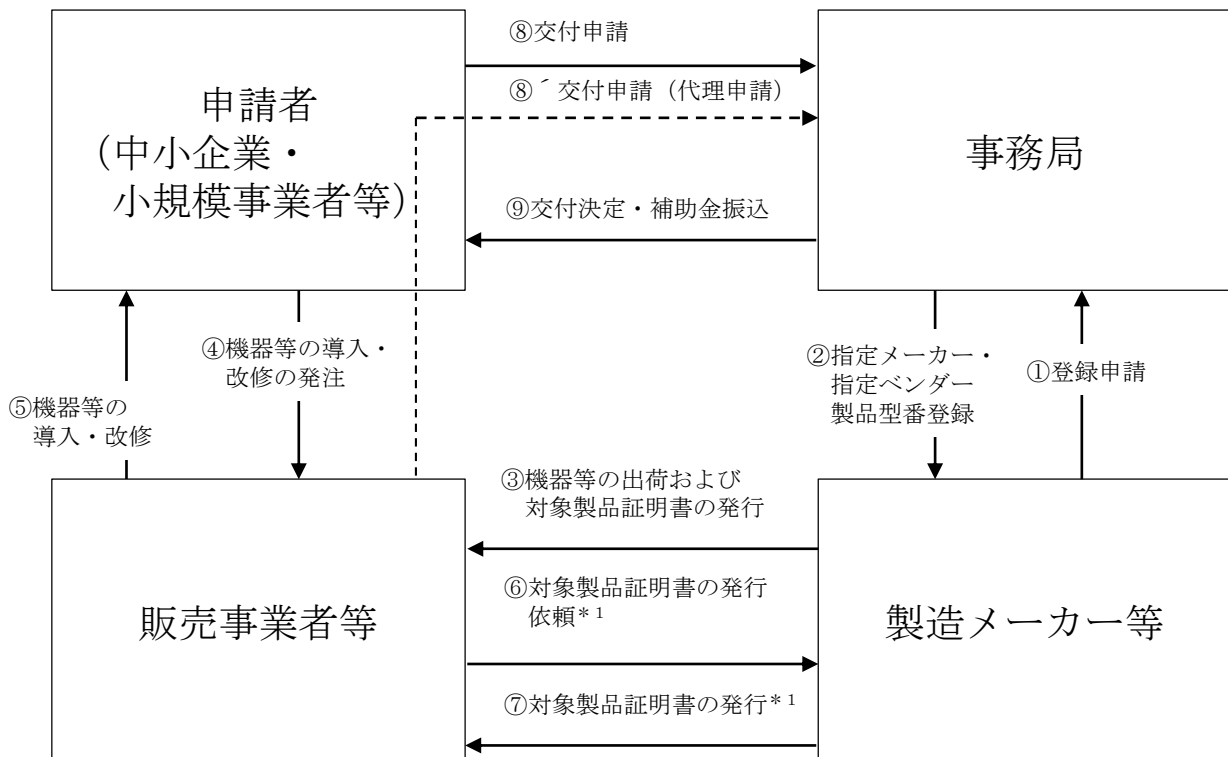 ⑧交付申請
⑧´交付申請（代理申請）
申請者
（中小企業・
小規模事業者等）
事務局
⑨交付決定・補助金振込
④機器等の導入・
改修の発注
②指定メーカー・
指定ベンダー
製品型番登録
①登録申請
⑤機器等の
導入・改修
③機器等の出荷および
対象製品証明書の発行
⑥対象製品証明書の発行
依頼*1
販売事業者等
製造メーカー等
⑦対象製品証明書の発行*1